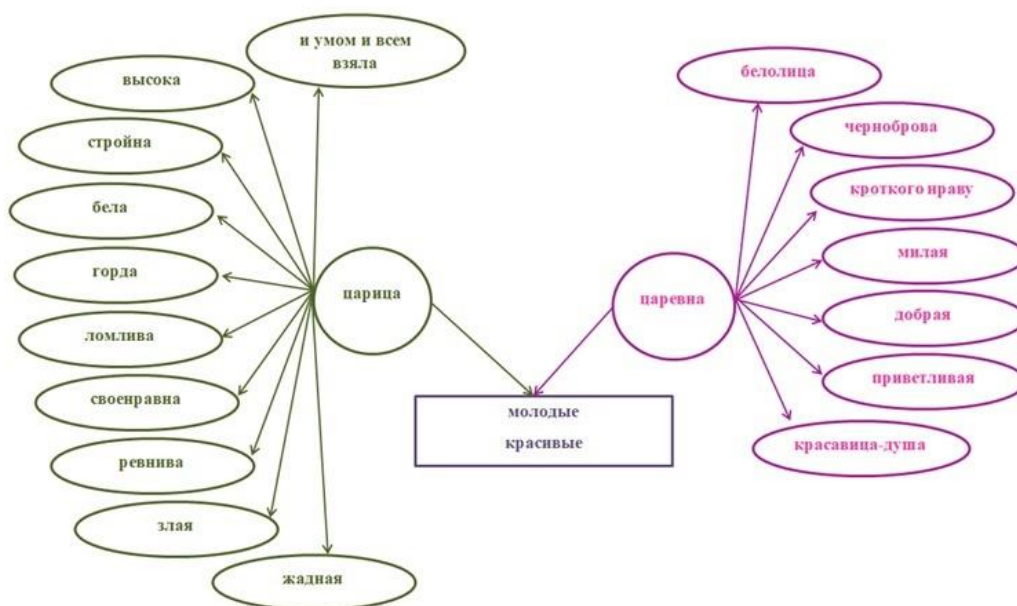 и умом и всем
взяла
высока
стройна
бела
горда
ломлива
своенравна
ревнива
злая
жадная
царица
молодые
красивые
царевна
белолица
черноброва
кроткого нраву
милая
добрая
приветливая
красавица-душа